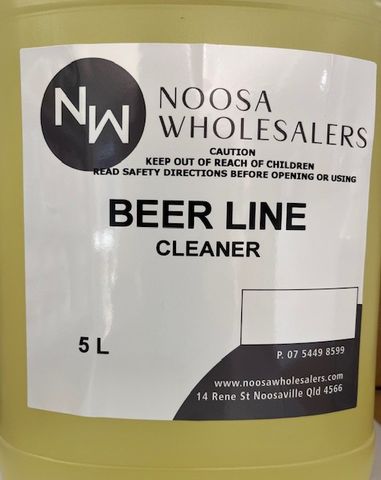 NW
NOOSA
WHOLESALERS
CAUTION
KEEP OUT OF REACH OF CHILDREN
READ SAFETY DIRECTIONS BEFORE OPENING OR USING
BEER LINE
CLEANER
5 L
P. 07 5449 8599
www.noosawholesalers.com
14 Rene St Noosaville Qld 4566